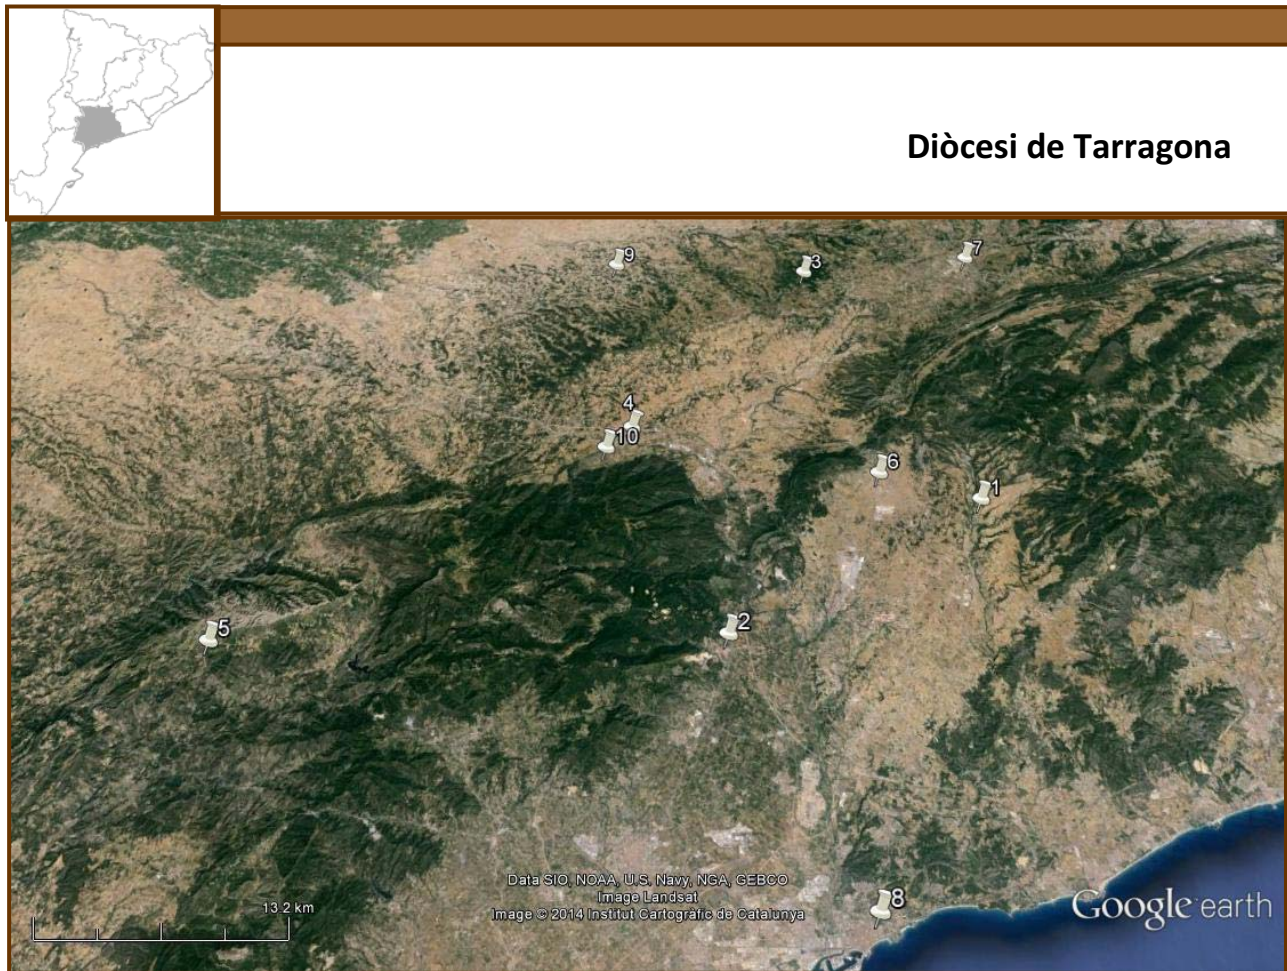 Diòcesi de Tarragona
9
3
7
4
10
6
1
5
2
8
13.2 km
Data SIO, NOAA, U.S. Navy, NGA, GEBCO
Image Landsat
Image © 2014 Institut Cartogràfic de Catalunya
Google earth